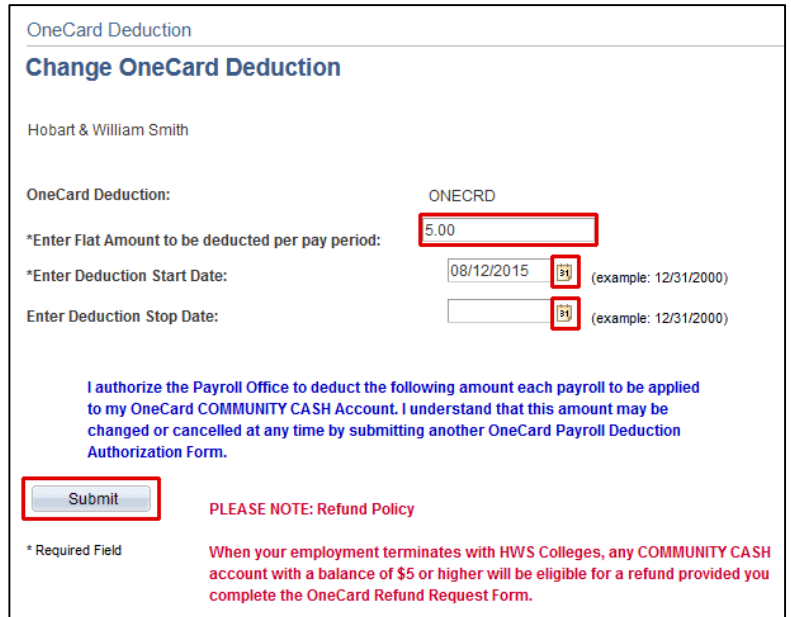 OneCard Deduction
Change OneCard Deduction
Hobart & William Smith
OneCard Deduction: ONECRD
*Enter Flat Amount to be deducted per pay period: 5.00
*Enter Deduction Start Date: 08/12/2015 31 (example: 12/31/2000)
Enter Deduction Stop Date: 31 (example: 12/31/2000)
I authorize the Payroll Office to deduct the following amount each payroll to be applied
to my OneCard COMMUNITY CASH Account. I understand that this amount may be
changed or cancelled at any time by submitting another OneCard Payroll Deduction
Authorization Form.
Submit
PLEASE NOTE: Refund Policy
* Required Field
When your employment terminates with HWS Colleges, any COMMUNITY CASH
account with a balance of $5 or higher will be eligible for a refund provided you
complete the OneCard Refund Request Form.